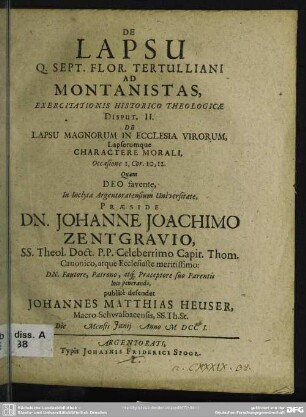 DE
LAPSU
Q. SEPT. FLOR. TERTULLIANI
AD
MONTANISTAS,
EXERCITATIONIS HISTORICO THEOLOGICÆ
Disput. II.
DE
LAPSU MAGNORUM IN ECCLESIA VIRORUM,
Lapsorumque
CHARACTERE MORALI,
Occasione 1. Cor. 10, 12.
Quam
DEO favente,
In Inclyta Argentoratensium Universitate,
PRÆSIDE
DN. JOHANNE JOACHIMO
ZENTGRAVIO,
SS. Theol. Doct. P.P. Celeberrimo Capit. Thom.
Canonico, atque Ecclesiaste meritissimo:
DN. Fautore, Patrono, atq; Præceptore suo Parentis
loco venerando,
publicè defendet
JOHANNES MATTHIAS HEUSER,
SS. Th. St.
Die Mensis Junij Anno M DCC I.
ARGENTORATI,
Typis JOHANNIS FRIDERICI SPOOR.
diss. A
38